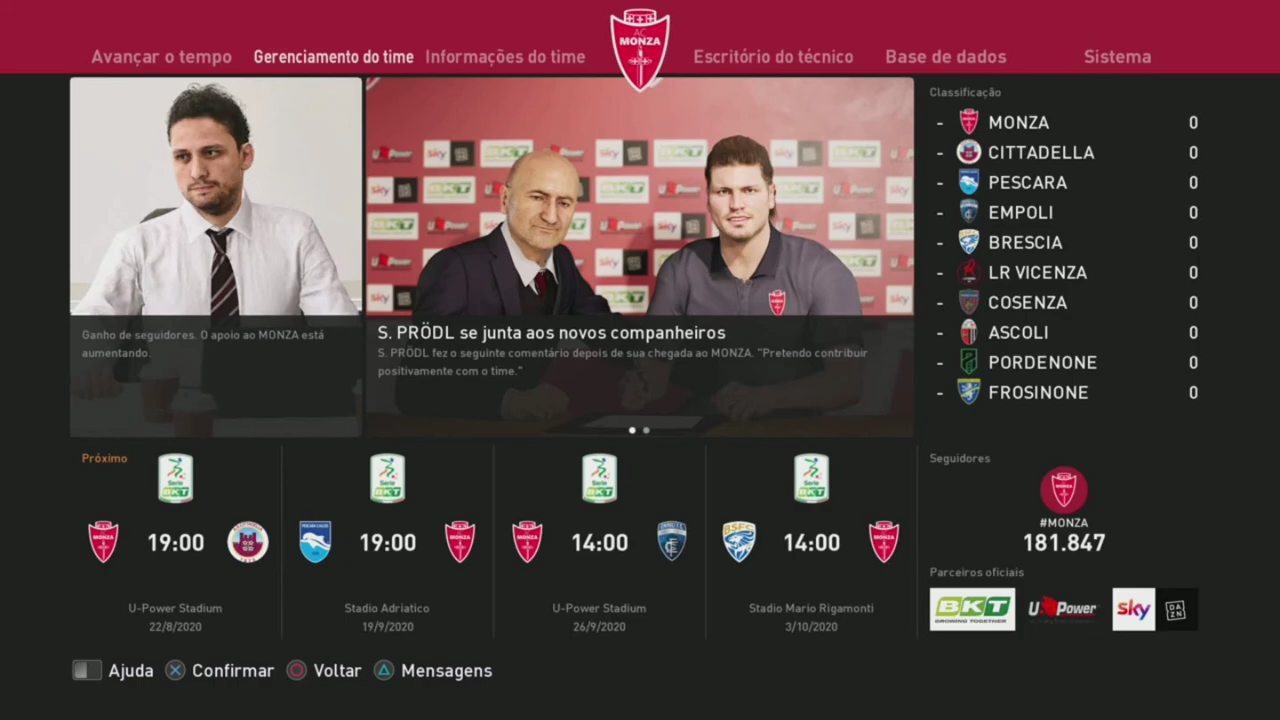 Avançar o tempo
Gerenciamento do time
Informações do time
AC
MONZA
Escritório do técnico
Base de dados
Sistema
Ganho de seguidores. O apoio ao MONZA está
aumentando.
S. PRÖDL se junta aos novos companheiros
S. PRÖDL fez o seguinte comentário depois de sua chegada ao MONZA. "Pretendo contribuir
positivamente com o time."
Classificação
- MONZA 0
- CITTADELLA 0
- PESCARA 0
- EMPOLI 0
- BRESCIA 0
- LR VICENZA 0
- COSENZA 0
- ASCOLI 0
- PORDENONE 0
- FROSINONE 0
Próximo
19:00
U-Power Stadium
22/8/2020
19:00
Stadio Adriatico
19/9/2020
14:00
U-Power Stadium
26/9/2020
14:00
Stadio Mario Rigamonti
3/10/2020
Seguidores
#MONZA
181.847
Parceiros oficiais
BKT
GROWING TOGETHER
U-Power
sky
DAZN
Ajuda
Confirmar
Voltar
Mensagens